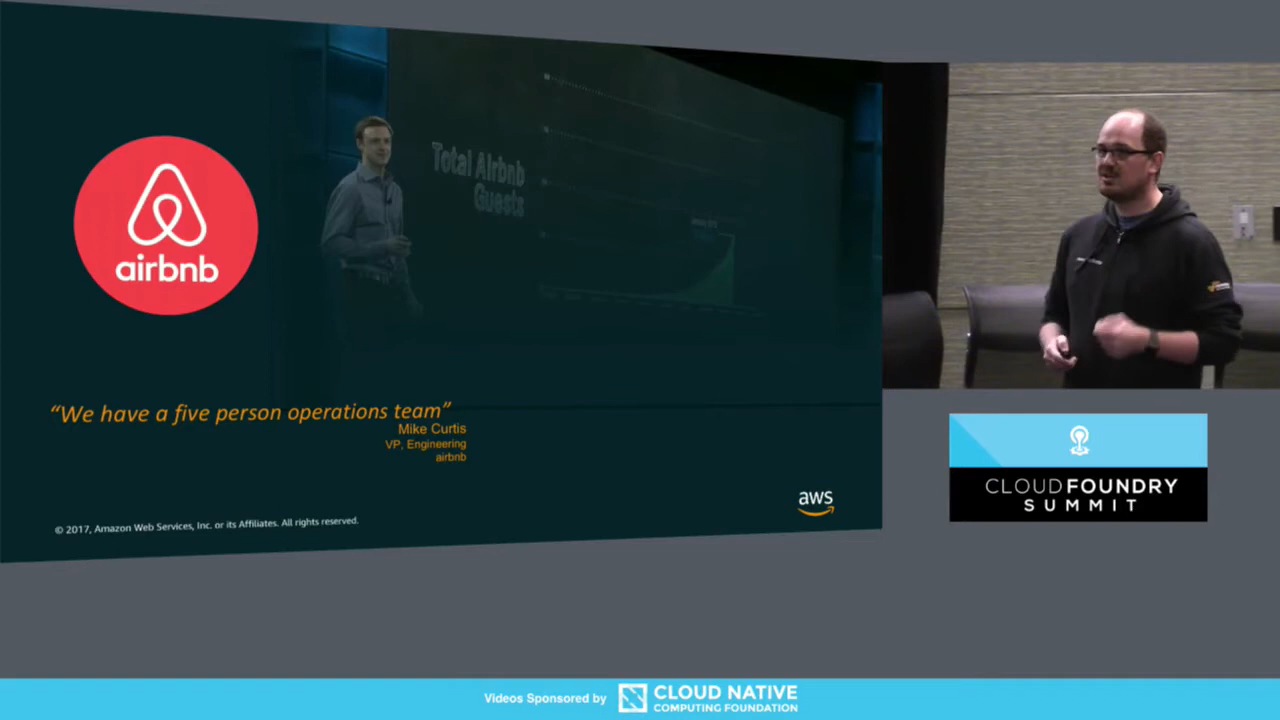 Total Airbnb
Guests
airbnb
“We have a five person operations team”
Mike Curtis
VP, Engineering
airbnb
aws
© 2017, Amazon Web Services, Inc. or its Affiliates. All rights reserved.
CLOUD FOUNDRY
SUMMIT
Videos Sponsored by
CLOUD NATIVE
COMPUTING FOUNDATION